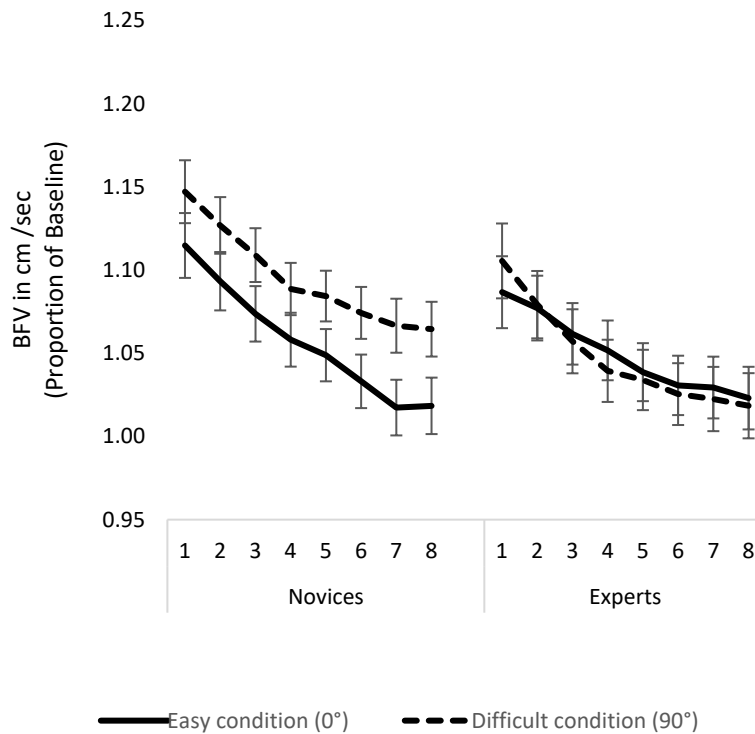 1.25
1.20
1.15
1.10
1.05
1.00
0.95
BFV in cm /sec
(Proportion of Baseline)
1 2 3 4 5 6 7 8 1 2 3 4 5 6 7 8
Novices Experts
Easy condition (0°) Difficult condition (90°)